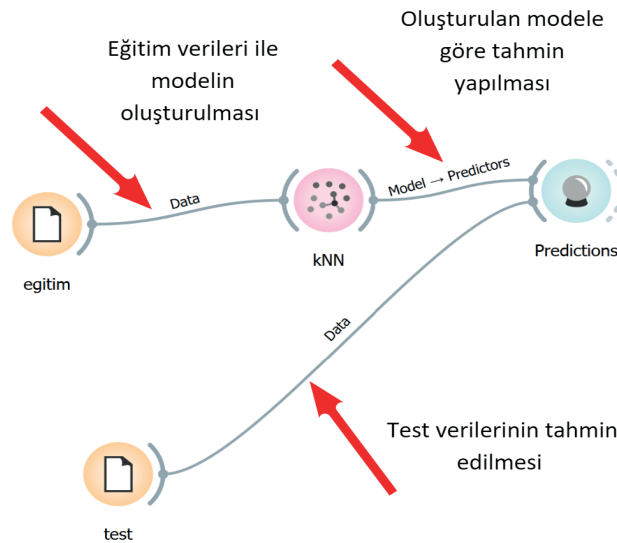 Eğitim verileri ile
modelin
oluşturulması
Oluşturulan modele
göre tahmin
yapılması
Data
Model → Predictors
egitim
kNN
Predictions
Data
Test verilerinin tahmin
edilmesi
test